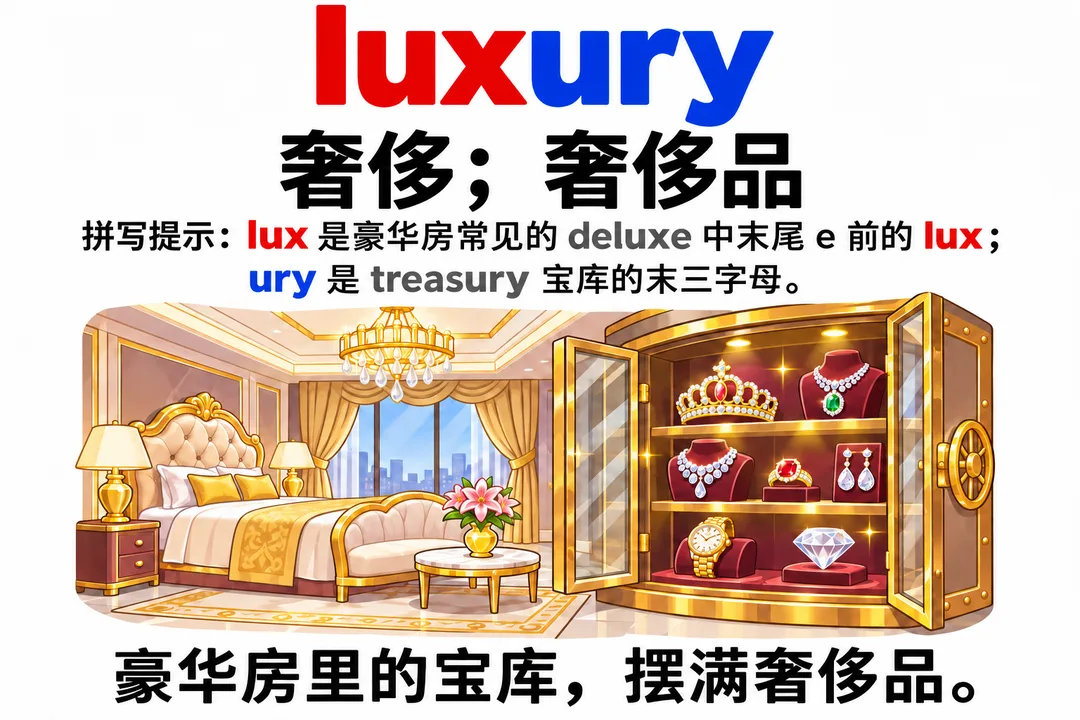 luxury
奢侈；奢侈品
拼写提示：lux 是豪华房常见的 deluxe 中末尾 e 前的 lux；
ury 是 treasury 宝库的末三字母。
豪华房里的宝库，摆满奢侈品。